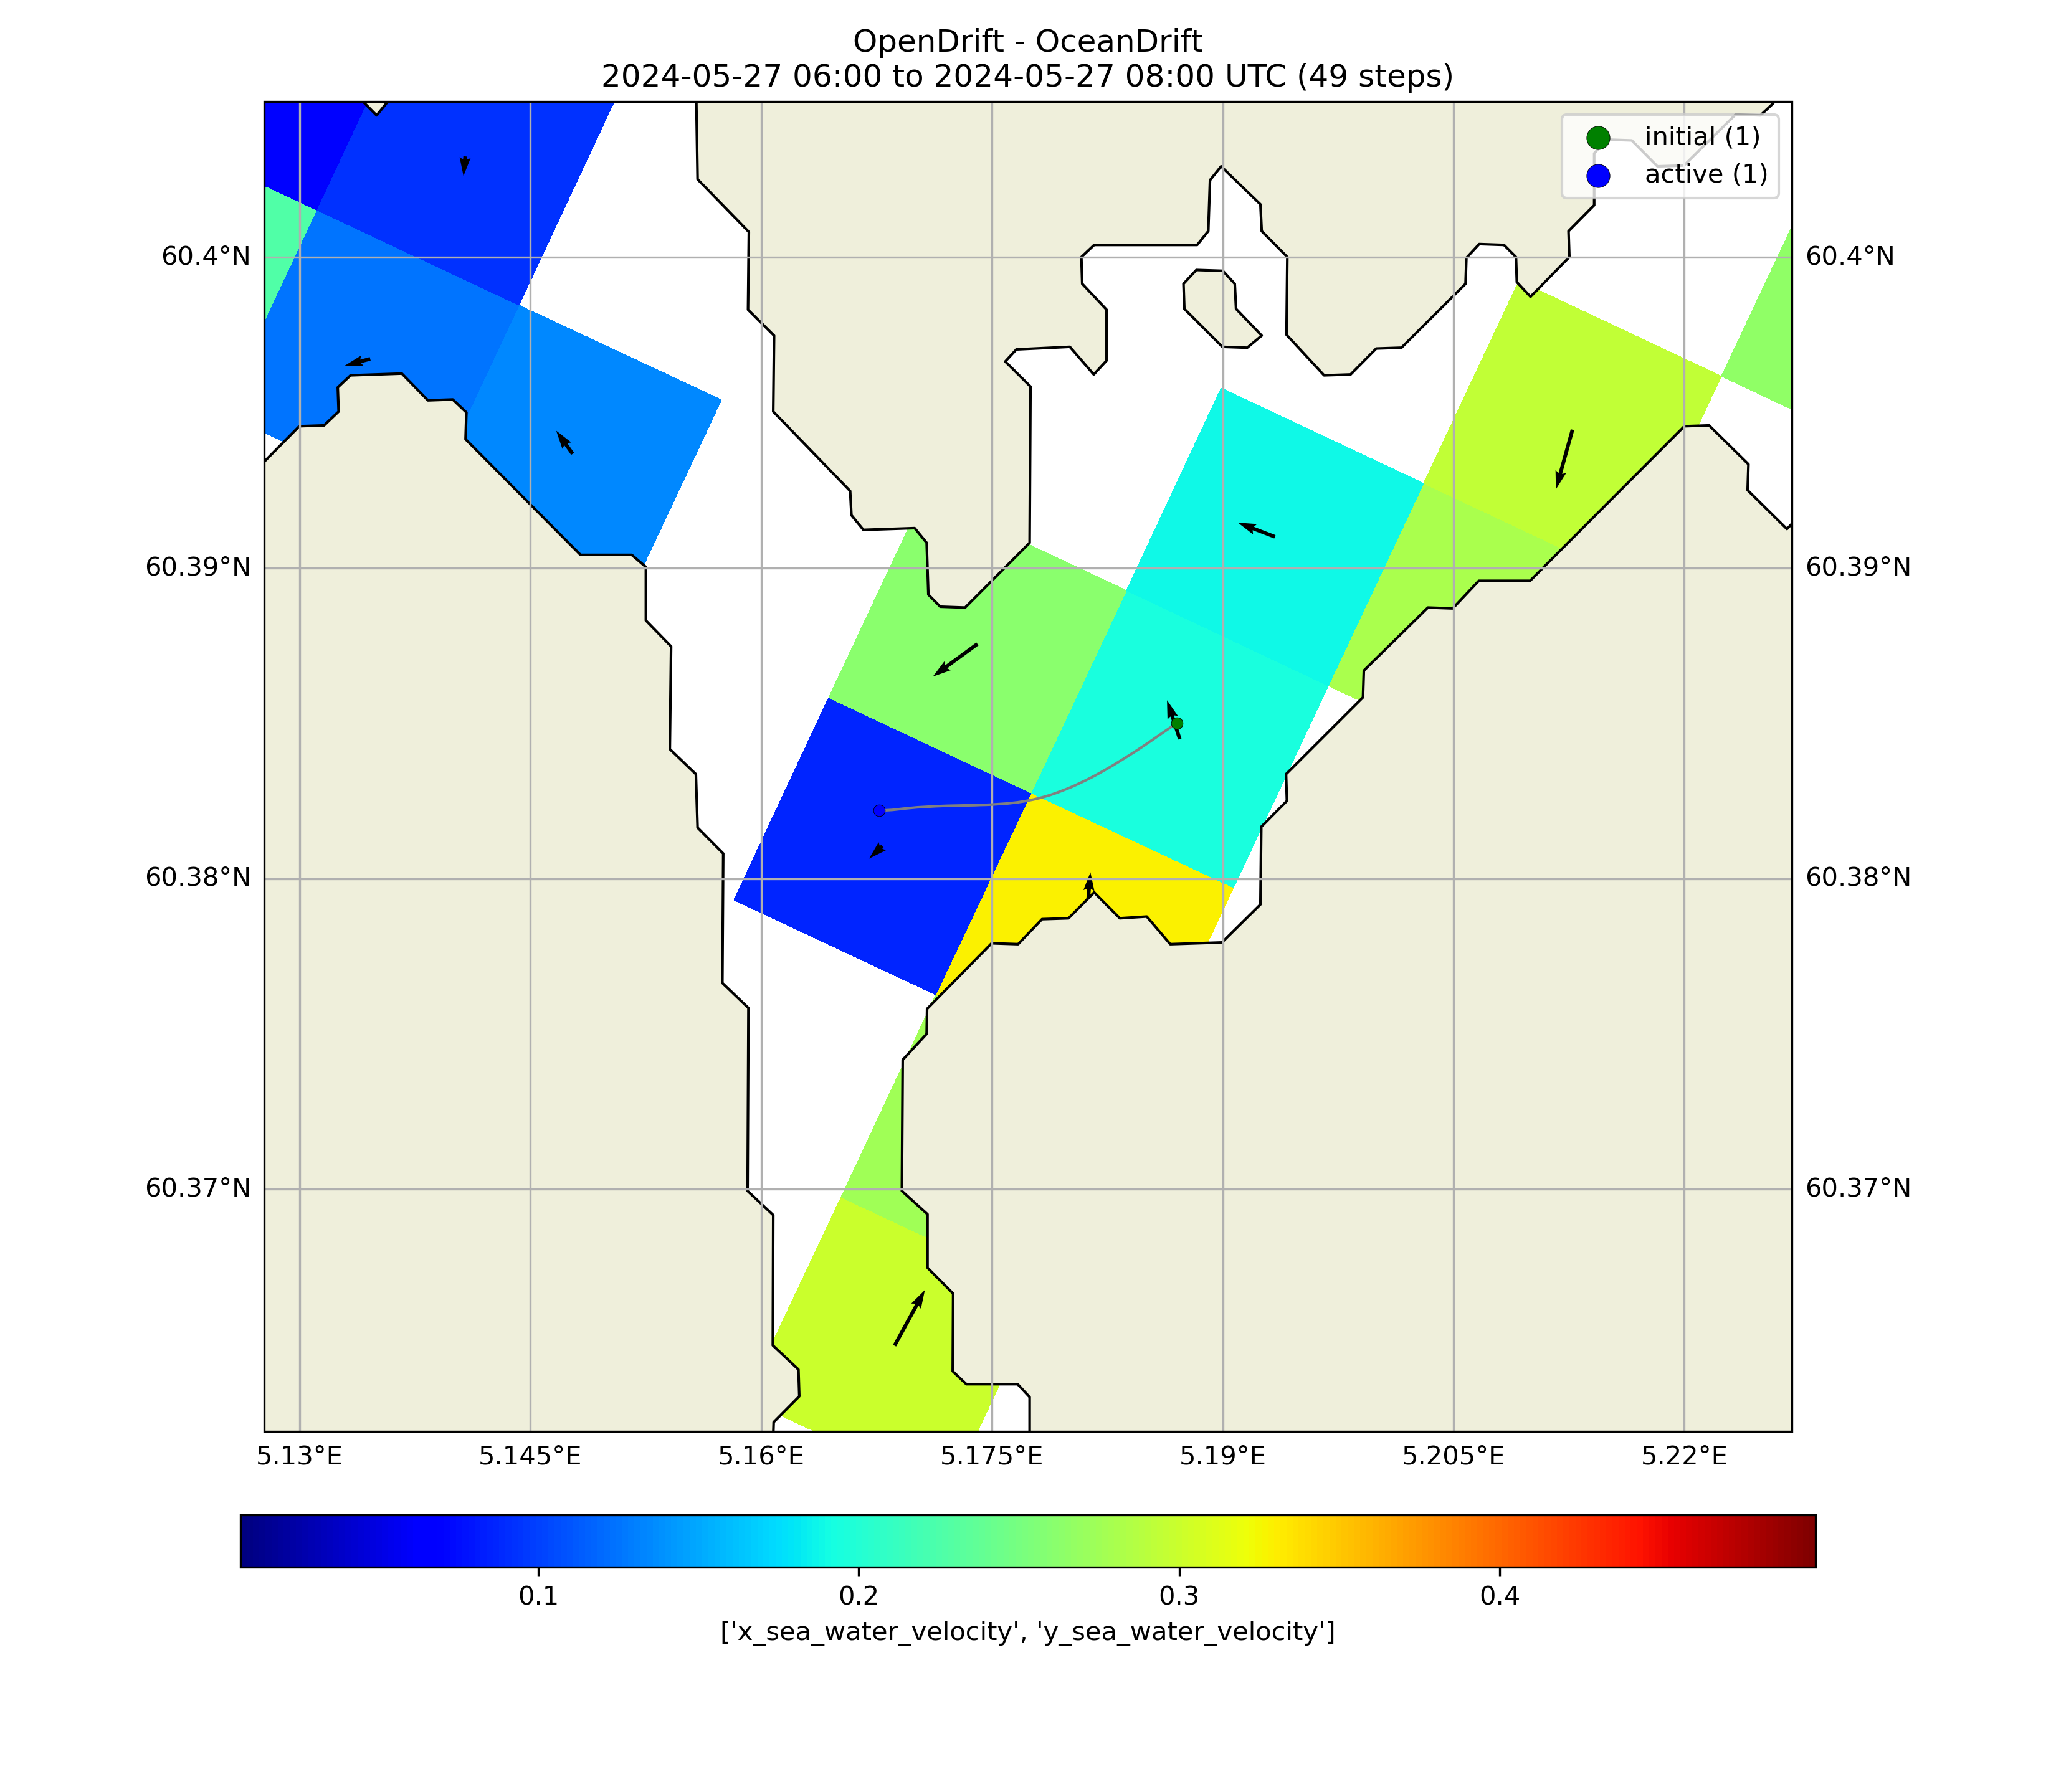 OpenDrift - OceanDrift
2024-05-27 06:00 to 2024-05-27 08:00 UTC (49 steps)
initial (1)
active (1)
60.4°N
60.4°N
60.39°N
60.39°N
60.38°N
60.38°N
60.37°N
60.37°N
5.13°E 5.145°E 5.16°E 5.175°E 5.19°E 5.205°E 5.22°E
0.1 0.2 0.3 0.4
['x_sea_water_velocity', 'y_sea_water_velocity']